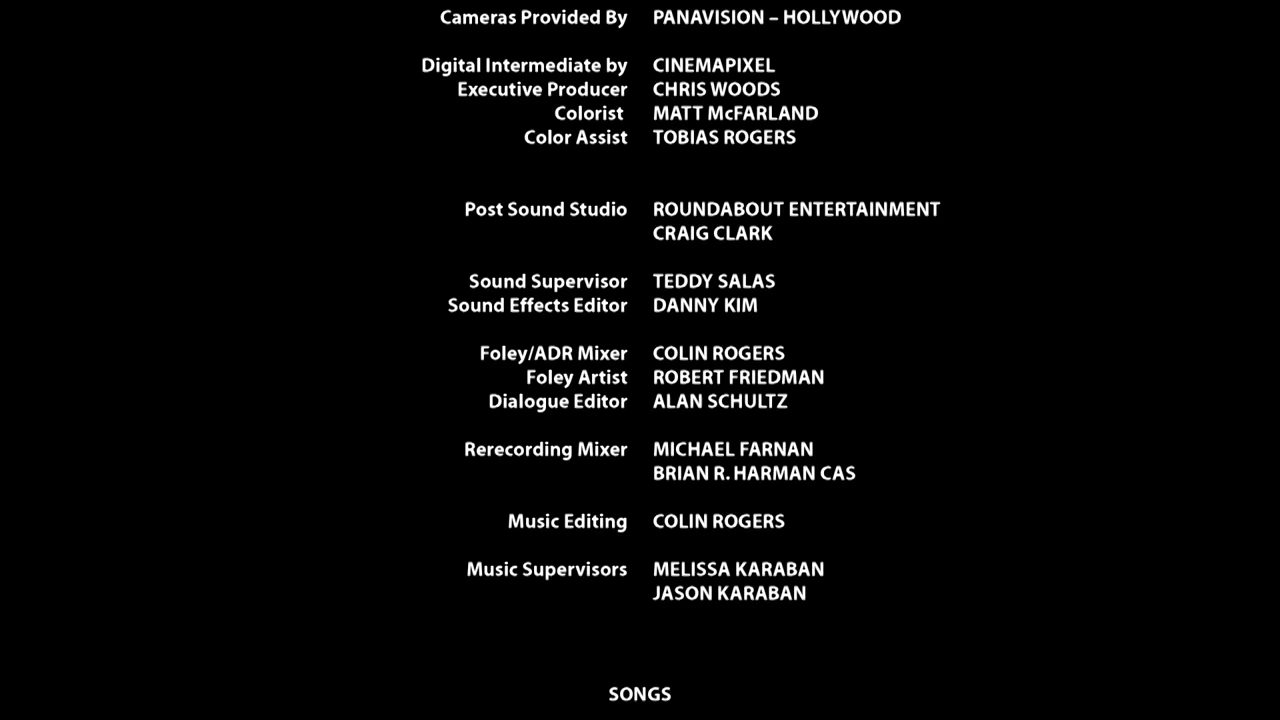 Cameras Provided By PANAVISION – HOLLYWOOD
Digital Intermediate by CINEMAPIXEL
Executive Producer CHRIS WOODS
Colorist MATT McFARLAND
Color Assist TOBIAS ROGERS
Post Sound Studio ROUNDABOUT ENTERTAINMENT
CRAIG CLARK
Sound Supervisor TEDDY SALAS
Sound Effects Editor DANNY KIM
Foley/ADR Mixer COLIN ROGERS
Foley Artist ROBERT FRIEDMAN
Dialogue Editor ALAN SCHULTZ
Rerecording Mixer MICHAEL FARNAN
BRIAN R. HARMAN CAS
Music Editing COLIN ROGERS
Music Supervisors MELISSA KARABAN
JASON KARABAN
SONGS